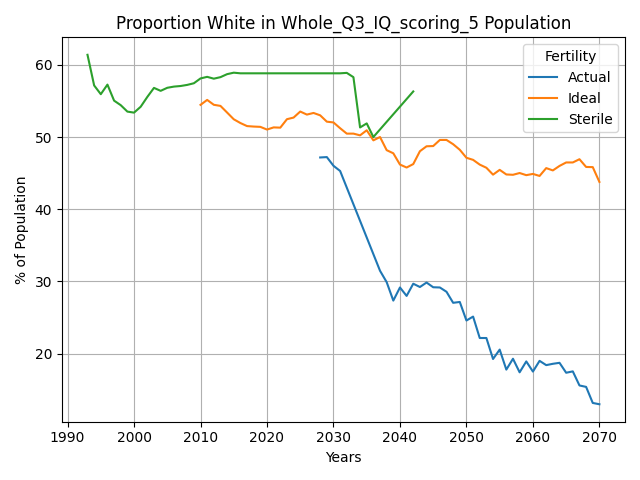 Proportion White in Whole_Q3_IQ_scoring_5 Population
Fertility
Actual
Ideal
Sterile
% of Population
60
50
40
30
20
1990 2000 2010 2020 2030 2040 2050 2060 2070
Years